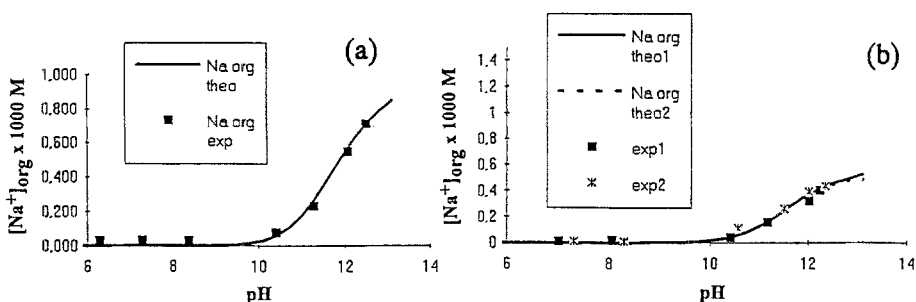 (a)
Na org
theo
Na org
exp
[Na⁺]org x 1000 M
1,000
0,800
0,600
0,400
0,200
0,000
6 8 10 12 14
pH
(b)
Na org
theo1
Na org
theo2
exp1
exp2
[Na⁺]org x 1000 M
1,4
1,2
1
0,8
0,6
0,4
0,2
0
6 8 10 12 14
pH